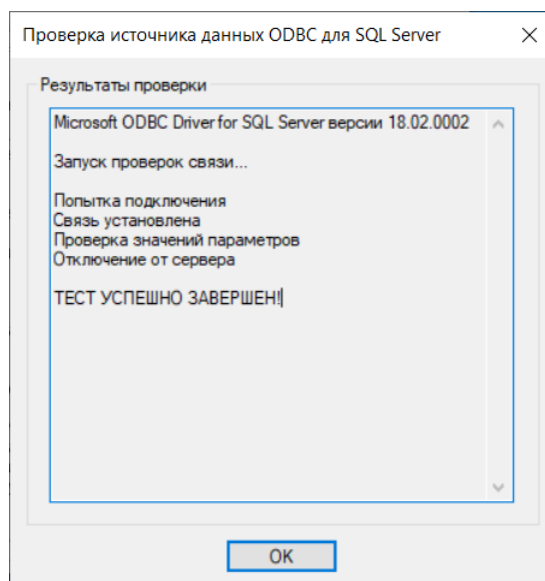 Проверка источника данных ODBC для SQL Server
Результаты проверки
Microsoft ODBC Driver for SQL Server версии 18.02.0002
Запуск проверок связи...
Попытка подключения
Связь установлена
Проверка значений параметров
Отключение от сервера
ТЕСТ УСПЕШНО ЗАВЕРШЕН!
OK